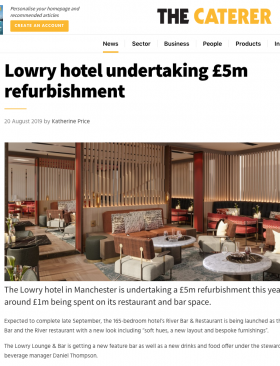 Personalise your homepage and
recommended articles
CREATE AN ACCOUNT
THE CATERER
News Sector Business People Products
Lowry hotel undertaking £5m
refurbishment
20 August 2019 by Katherine Price
The Lowry hotel in Manchester is undertaking a £5m refurbishment this yea
around £1m being spent on its restaurant and bar space.
Expected to complete late September, the 165-bedroom hotel's River Bar & Restaurant is being launched as th
Bar and the River restaurant with a new look including "soft hues, a new layout and bespoke furnishings".
The Lowry Lounge & Bar is getting a new feature bar as well as a new drinks and food offer under the steward
beverage manager Daniel Thompson.